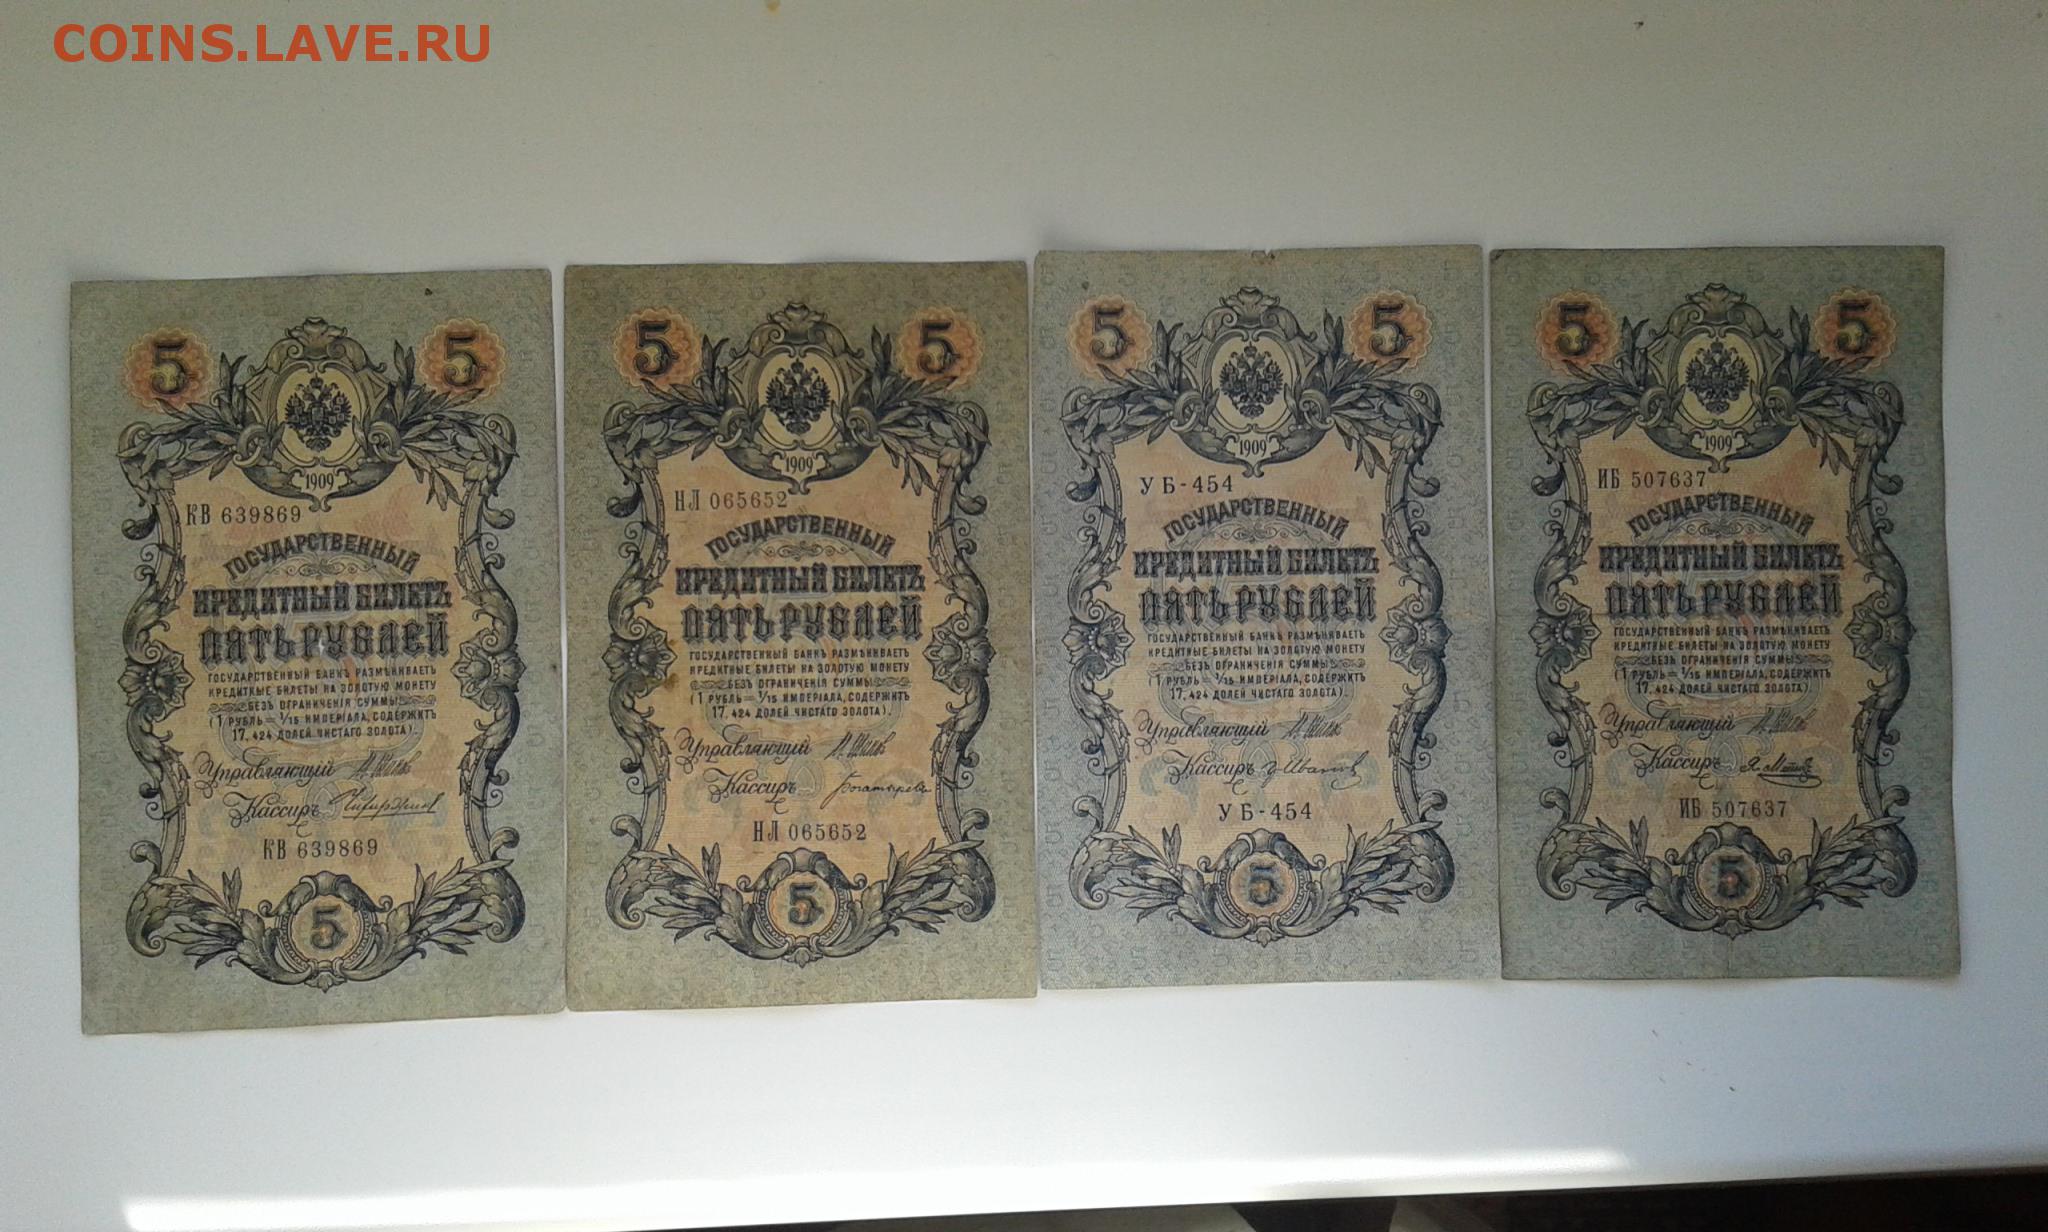 COINS.LAVE.RU
5 5
1909
КВ 639869
ГОСУДАРСТВЕННЫЙ
КРЕДИТНЫЙ БИЛЕТЪ
ПЯТЬ РУБЛЕЙ
ГОСУДАРСТВЕННЫЙ БАНКЪ РАЗМѢНИВАЕТЪ
КРЕДИТНЫЕ БИЛЕТЫ НА ЗОЛОТУЮ МОНЕТУ
БЕЗЪ ОГРАНИЧЕНІЯ СУММЫ
(1 РУБЛЬ = 1/15 ИМПЕРІАЛА, СОДЕРЖИТЪ
17,424 ДОЛЕЙ ЧИСТАГО ЗОЛОТА).
Управляющій
Кассиръ
КВ 639869
5
5 5
1909
НЛ 065652
ГОСУДАРСТВЕННЫЙ
КРЕДИТНЫЙ БИЛЕТЪ
ПЯТЬ РУБЛЕЙ
ГОСУДАРСТВЕННЫЙ БАНКЪ РАЗМѢНИВАЕТЪ
КРЕДИТНЫЕ БИЛЕТЫ НА ЗОЛОТУЮ МОНЕТУ
БЕЗЪ ОГРАНИЧЕНІЯ СУММЫ
(1 РУБЛЬ = 1/15 ИМПЕРІАЛА, СОДЕРЖИТЪ
17,424 ДОЛЕЙ ЧИСТАГО ЗОЛОТА).
Управляющій
Кассиръ Богатырев
НЛ 065652
5
5 5
1909
УБ-454
ГОСУДАРСТВЕННЫЙ
КРЕДИТНЫЙ БИЛЕТЪ
ПЯТЬ РУБЛЕЙ
ГОСУДАРСТВЕННЫЙ БАНКЪ РАЗМѢНИВАЕТЪ
КРЕДИТНЫЕ БИЛЕТЫ НА ЗОЛОТУЮ МОНЕТУ
БЕЗЪ ОГРАНИЧЕНІЯ СУММЫ
(1 РУБЛЬ = 1/15 ИМПЕРІАЛА, СОДЕРЖИТЪ
17,424 ДОЛЕЙ ЧИСТАГО ЗОЛОТА).
Управляющій
Кассиръ
УБ-454
5
5 5
1909
ИБ 507637
ГОСУДАРСТВЕННЫЙ
КРЕДИТНЫЙ БИЛЕТЪ
ПЯТЬ РУБЛЕЙ
ГОСУДАРСТВЕННЫЙ БАНКЪ РАЗМѢНИВАЕТЪ
КРЕДИТНЫЕ БИЛЕТЫ НА ЗОЛОТУЮ МОНЕТУ
БЕЗЪ ОГРАНИЧЕНІЯ СУММЫ
(1 РУБЛЬ = 1/15 ИМПЕРІАЛА, СОДЕРЖИТЪ
17,424 ДОЛЕЙ ЧИСТАГО ЗОЛОТА).
Управляющій
Кассиръ
ИБ 507637
5